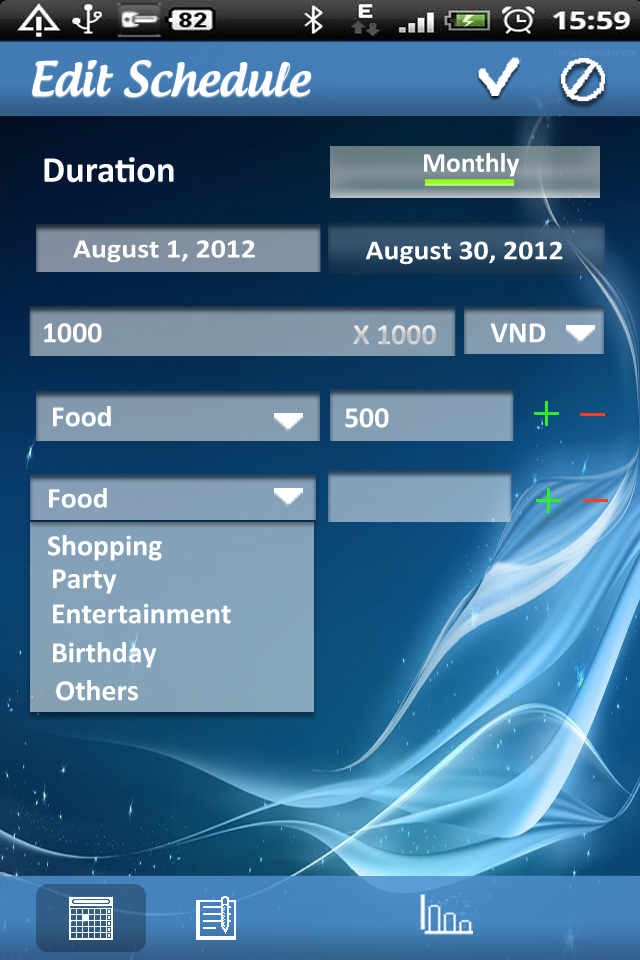 82 E 15:59
Edit Schedule
Duration Monthly
August 1, 2012 August 30, 2012
1000 X 1000 VND
Food 500
Food
Shopping
Party
Entertainment
Birthday
Others